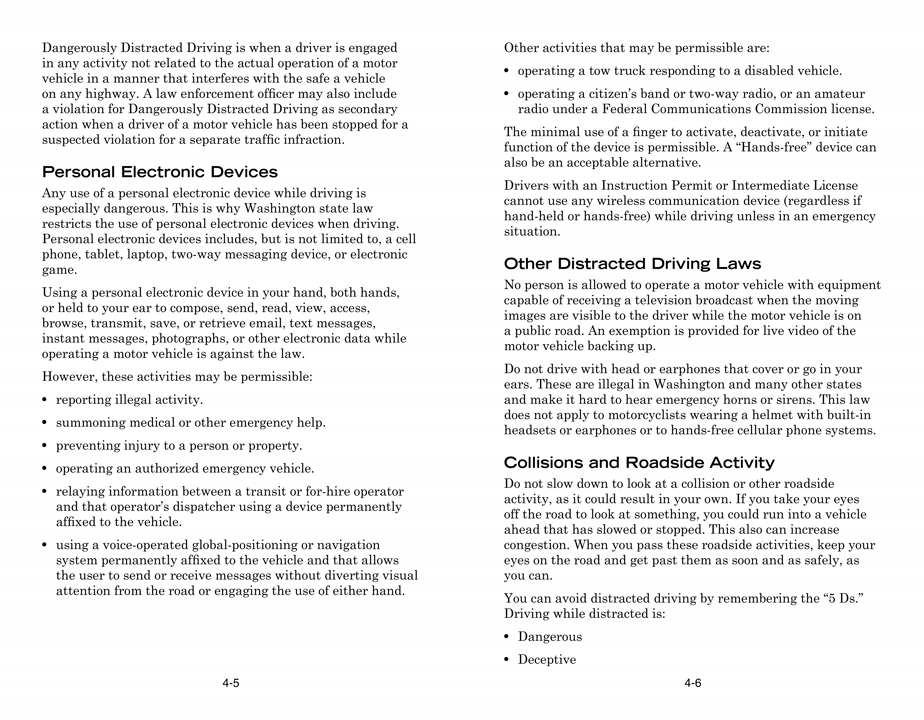 Dangerously Distracted Driving is when a driver is engaged
in any activity not related to the actual operation of a motor
vehicle in a manner that interferes with the safe a vehicle
on any highway. A law enforcement officer may also include
a violation for Dangerously Distracted Driving as secondary
action when a driver of a motor vehicle has been stopped for a
suspected violation for a separate traffic infraction.
Personal Electronic Devices
Any use of a personal electronic device while driving is
especially dangerous. This is why Washington state law
restricts the use of personal electronic devices when driving.
Personal electronic devices includes, but is not limited to, a cell
phone, tablet, laptop, two-way messaging device, or electronic
game.
Using a personal electronic device in your hand, both hands,
or held to your ear to compose, send, read, view, access,
browse, transmit, save, or retrieve email, text messages,
instant messages, photographs, or other electronic data while
operating a motor vehicle is against the law.
However, these activities may be permissible:
• reporting illegal activity.
• summoning medical or other emergency help.
• preventing injury to a person or property.
• operating an authorized emergency vehicle.
• relaying information between a transit or for-hire operator
and that operator's dispatcher using a device permanently
affixed to the vehicle.
• using a voice-operated global-positioning or navigation
system permanently affixed to the vehicle and that allows
the user to send or receive messages without diverting visual
attention from the road or engaging the use of either hand.
4-5
Other activities that may be permissible are:
• operating a tow truck responding to a disabled vehicle.
• operating a citizen's band or two-way radio, or an amateur
radio under a Federal Communications Commission license.
The minimal use of a finger to activate, deactivate, or initiate
function of the device is permissible. A “Hands-free” device can
also be an acceptable alternative.
Drivers with an Instruction Permit or Intermediate License
cannot use any wireless communication device (regardless if
hand-held or hands-free) while driving unless in an emergency
situation.
Other Distracted Driving Laws
No person is allowed to operate a motor vehicle with equipment
capable of receiving a television broadcast when the moving
images are visible to the driver while the motor vehicle is on
a public road. An exemption is provided for live video of the
motor vehicle backing up.
Do not drive with head or earphones that cover or go in your
ears. These are illegal in Washington and many other states
and make it hard to hear emergency horns or sirens. This law
does not apply to motorcyclists wearing a helmet with built-in
headsets or earphones or to hands-free cellular phone systems.
Collisions and Roadside Activity
Do not slow down to look at a collision or other roadside
activity, as it could result in your own. If you take your eyes
off the road to look at something, you could run into a vehicle
ahead that has slowed or stopped. This also can increase
congestion. When you pass these roadside activities, keep your
eyes on the road and get past them as soon and as safely, as
you can.
You can avoid distracted driving by remembering the “5 Ds.”
Driving while distracted is:
• Dangerous
• Deceptive
4-6